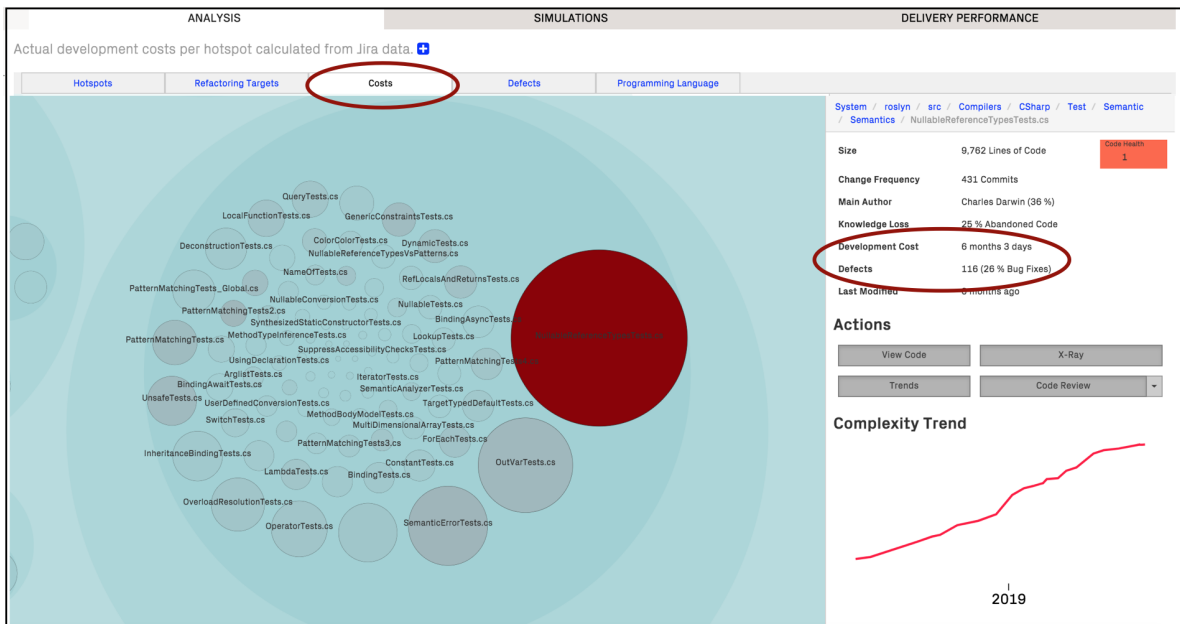 ANALYSIS
SIMULATIONS
DELIVERY PERFORMANCE
Actual development costs per hotspot calculated from Jira data.
Hotspots
Refactoring Targets
Costs
Defects
Programming Language
System / roslyn / src / Compilers / CSharp / Test / Semantic
/ Semantics / NullableReferenceTypesTests.cs
Size 9,762 Lines of Code
Code Health
1
Change Frequency 431 Commits
Main Author Charles Darwin (36 %)
Knowledge Loss 25 % Abandoned Code
Development Cost 6 months 3 days
Defects 116 (26 % Bug Fixes)
Last Modified months ago
Actions
View Code
X-Ray
Trends
Code Review
Complexity Trend
2019
QueryTests.cs
LocalFunctionTests.cs
GenericConstraintsTests.cs
ColorColorTests.cs
DynamicTests.cs
DeconstructionTests.cs
NullableReferenceTypesVsPatterns.cs
NameOfTests.cs
RefLocalsAndReturnsTests.cs
PatternMatchingTests_Global.cs
NullableConversionTests.cs
NullableTests.cs
PatternMatchingTests2.cs
SynthesizedStaticConstructorTests.cs
BindingAsyncTests.cs
PatternMatchingTests.cs
MethodTypeInferenceTests.cs
LookupTests.cs
SuppressAccessibilityChecksTests.cs
UsingDeclarationTests.cs
ArglistTests.cs
IteratorTests.cs
BindingAwaitTests.cs
SemanticAnalyzerTests.cs
UnsafeTests.cs
UserDefinedConversionTests.cs
TargetTypedDefaultTests.cs
MethodBodyModelTests.cs
SwitchTests.cs
MultiDimensionalArrayTests.cs
PatternMatchingTests3.cs
ForEachTests.cs
InheritanceBindingTests.cs
ConstantTests.cs
OutVarTests.cs
LambdaTests.cs
BindingTests.cs
OverloadResolutionTests.cs
OperatorTests.cs
SemanticErrorTests.cs